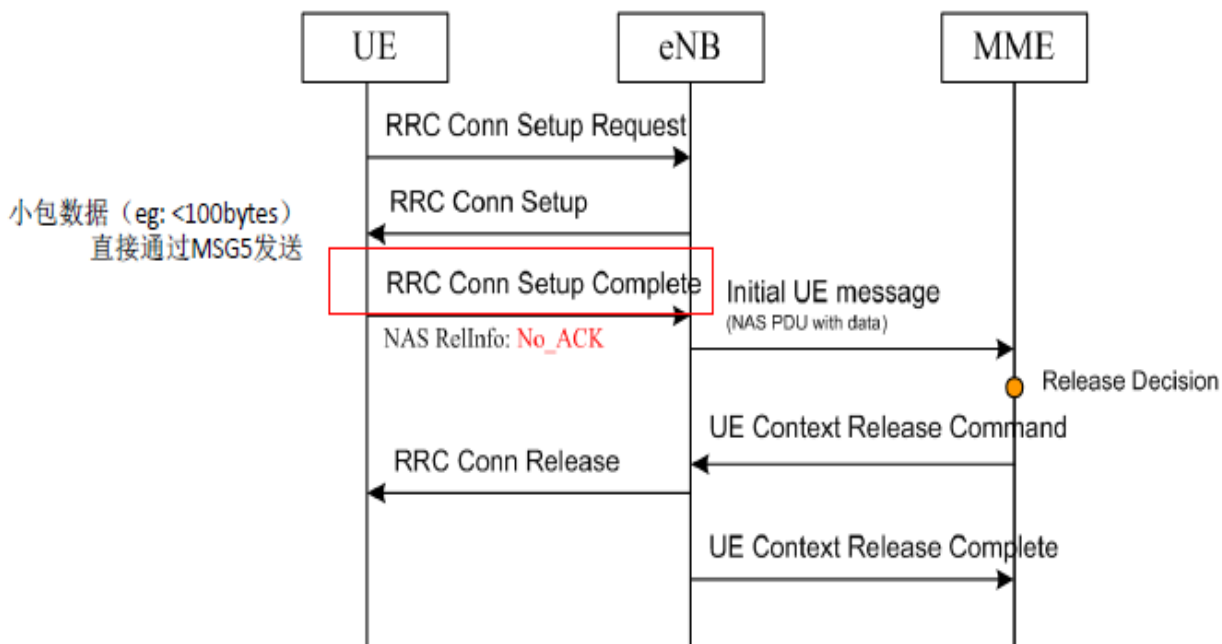 UE
eNB
MME
RRC Conn Setup Request
RRC Conn Setup
小包数据（eg: <100bytes）
直接通过MSG5发送
RRC Conn Setup Complete
Initial UE message
(NAS PDU with data)
NAS RelInfo: No_ACK
Release Decision
UE Context Release Command
RRC Conn Release
UE Context Release Complete